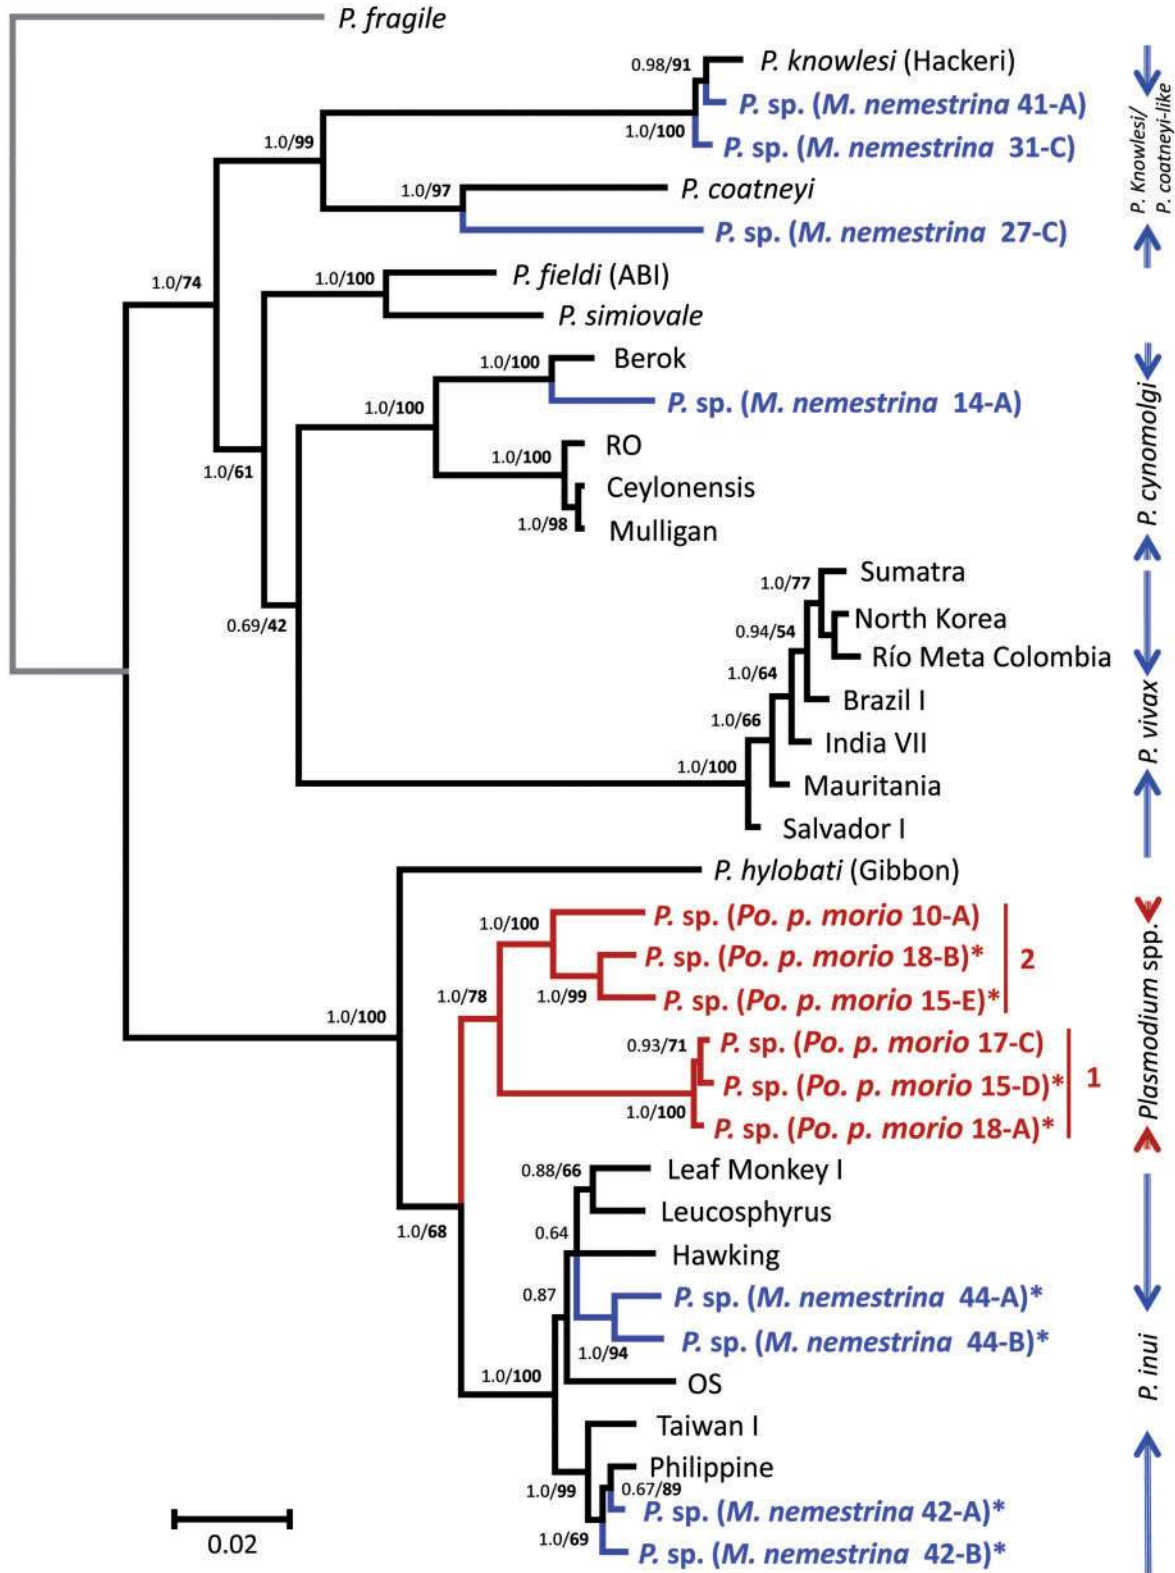 P. fragile
0.98/91
P. knowlesi (Hackeri)
P. sp. (M. nemestrina 41-A)
1.0/100
P. sp. (M. nemestrina 31-C)
1.0/99
1.0/97
P. coatneyi
P. sp. (M. nemestrina 27-C)
P. Knowlesi/
P. coatneyi-like
1.0/74
1.0/100
P. fieldi (ABI)
P. simiovale
1.0/100
Berok
P. sp. (M. nemestrina 14-A)
1.0/100
RO
1.0/100
1.0/61
Ceylonensis
1.0/98
Mulligan
P. cynomolgi
1.0/77
Sumatra
0.69/42
0.94/54
North Korea
Río Meta Colombia
1.0/64
Brazil I
1.0/66
India VII
1.0/100
Mauritania
Salvador I
P. vivax
P. hylobati (Gibbon)
1.0/100
P. sp. (Po. p. morio 10-A)
P. sp. (Po. p. morio 18-B)*
2
1.0/78
1.0/99
P. sp. (Po. p. morio 15-E)*
1.0/100
0.93/71
P. sp. (Po. p. morio 17-C)
P. sp. (Po. p. morio 15-D)*
1
1.0/100
P. sp. (Po. p. morio 18-A)*
Plasmodium spp.
0.88/66
Leaf Monkey I
Leucosphyrus
1.0/68
0.64
Hawking
0.87
P. sp. (M. nemestrina 44-A)*
P. sp. (M. nemestrina 44-B)*
1.0/94
1.0/100
OS
P. inui
Taiwan I
Philippine
1.0/99
0.67/89
P. sp. (M. nemestrina 42-A)*
1.0/69
P. sp. (M. nemestrina 42-B)*
0.02